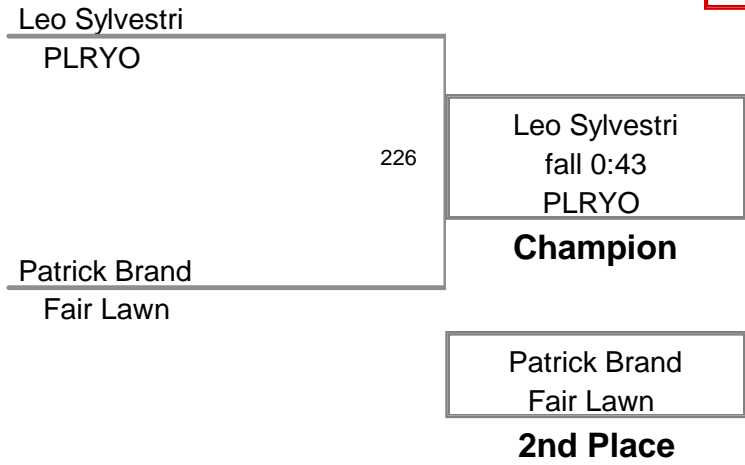 Leo Sylvestri
PLRYO
226
Leo Sylvestri
fall 0:43
PLRYO
Champion
Patrick Brand
Fair Lawn
Patrick Brand
Fair Lawn
2nd Place